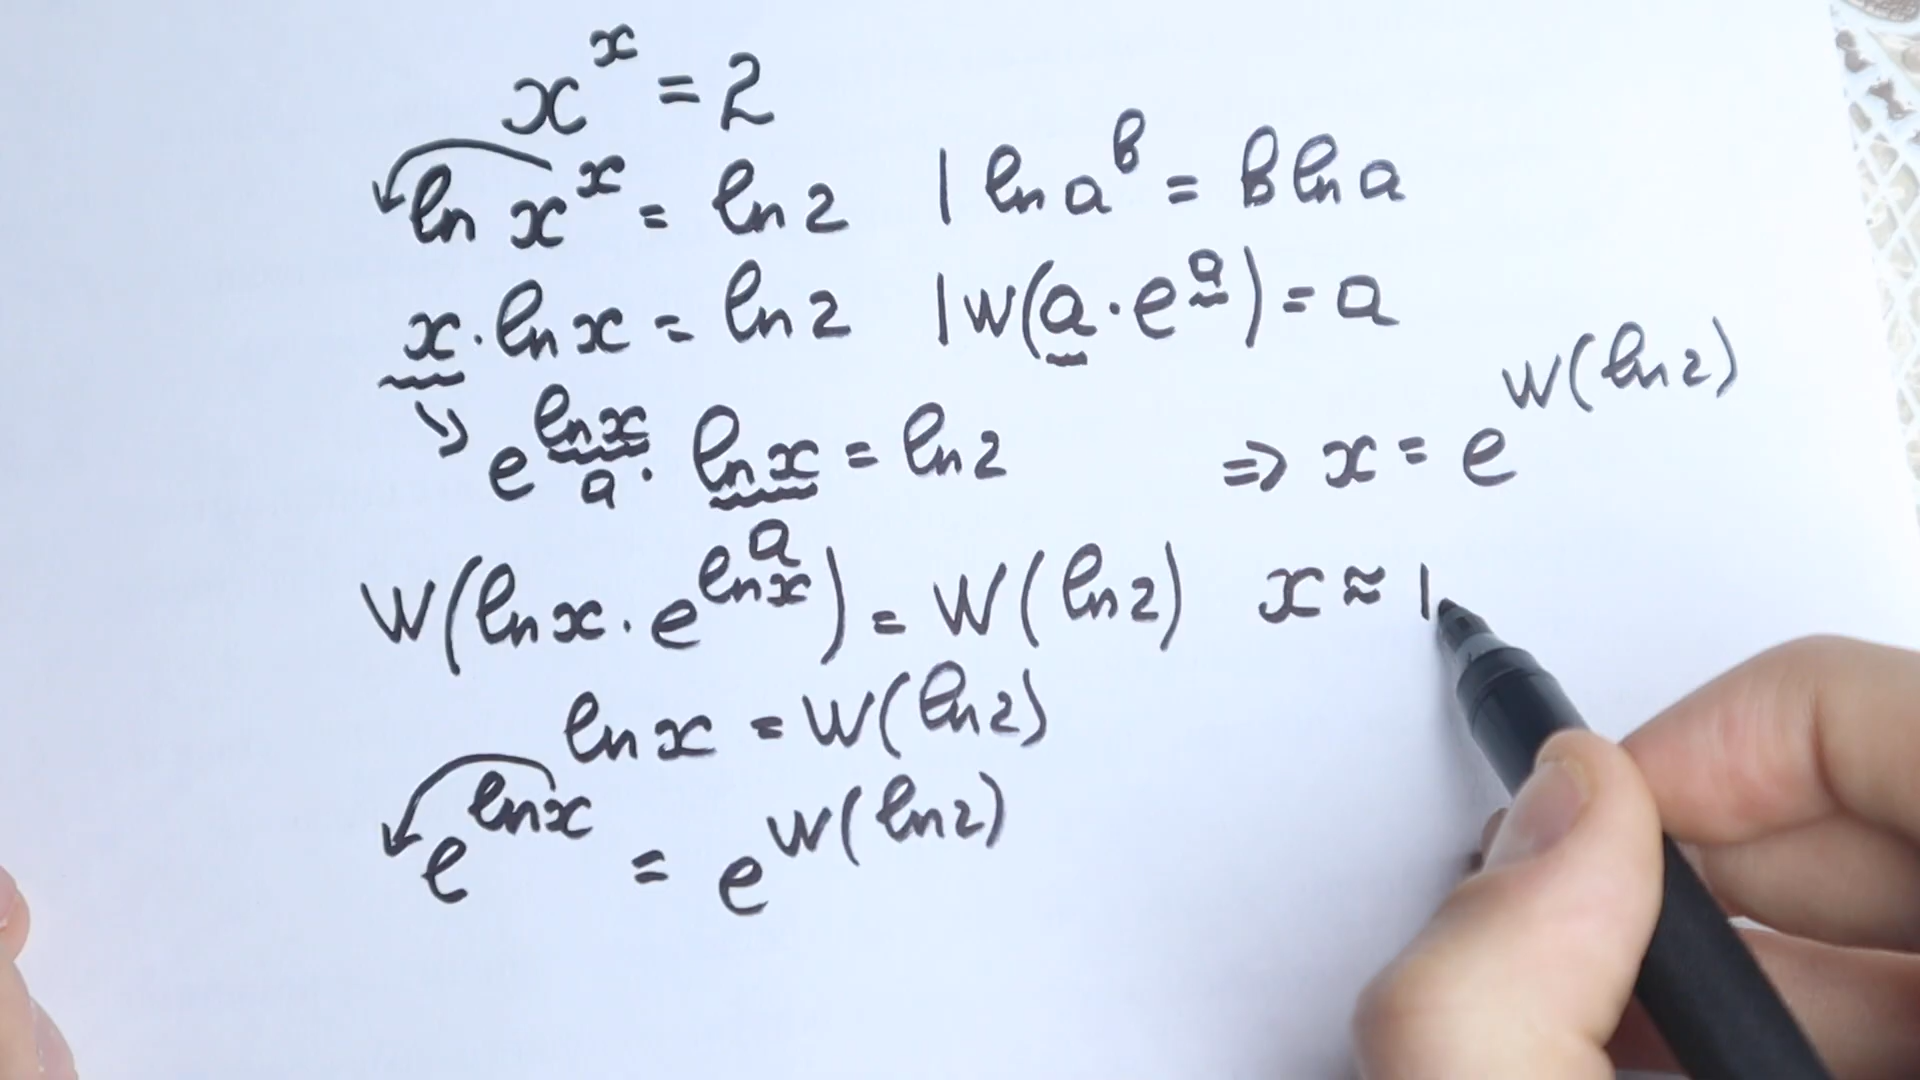 x^x = 2
ln x^x = ln 2 | ln a^b = b ln a
x · ln x = ln 2 | W(a · e^a) = a
e^(ln x) · ln x = ln 2 ⇒ x = e^(W(ln 2))
a a
W(ln x · e^(ln x)) = W(ln 2) x ≈ 1
ln x = W(ln 2)
e^(ln x) = e^(W(ln 2))